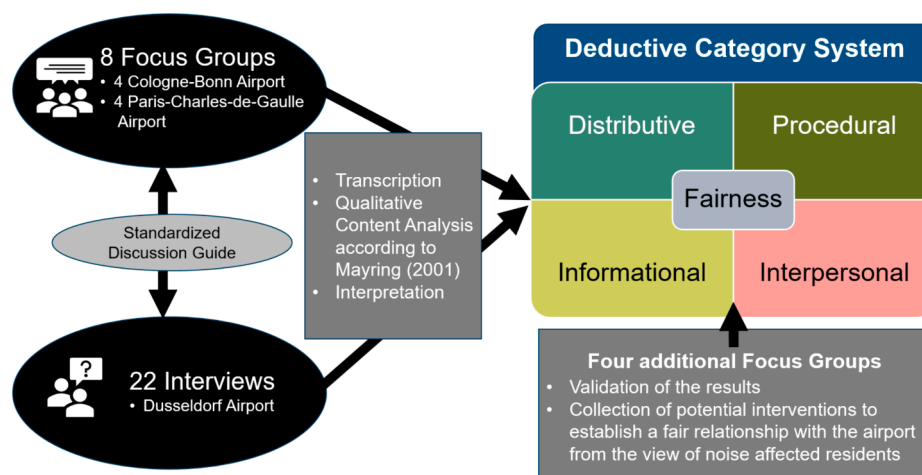 8 Focus Groups
• 4 Cologne-Bonn Airport
• 4 Paris-Charles-de-Gaulle
Airport
Standardized
Discussion Guide
?
22 Interviews
• Dusseldorf Airport
• Transcription
• Qualitative
Content Analysis
according to
Mayring (2001)
• Interpretation
Deductive Category System
Distributive
Procedural
Fairness
Informational
Interpersonal
Four additional Focus Groups
• Validation of the results
• Collection of potential interventions to
establish a fair relationship with the airport
from the view of noise affected residents